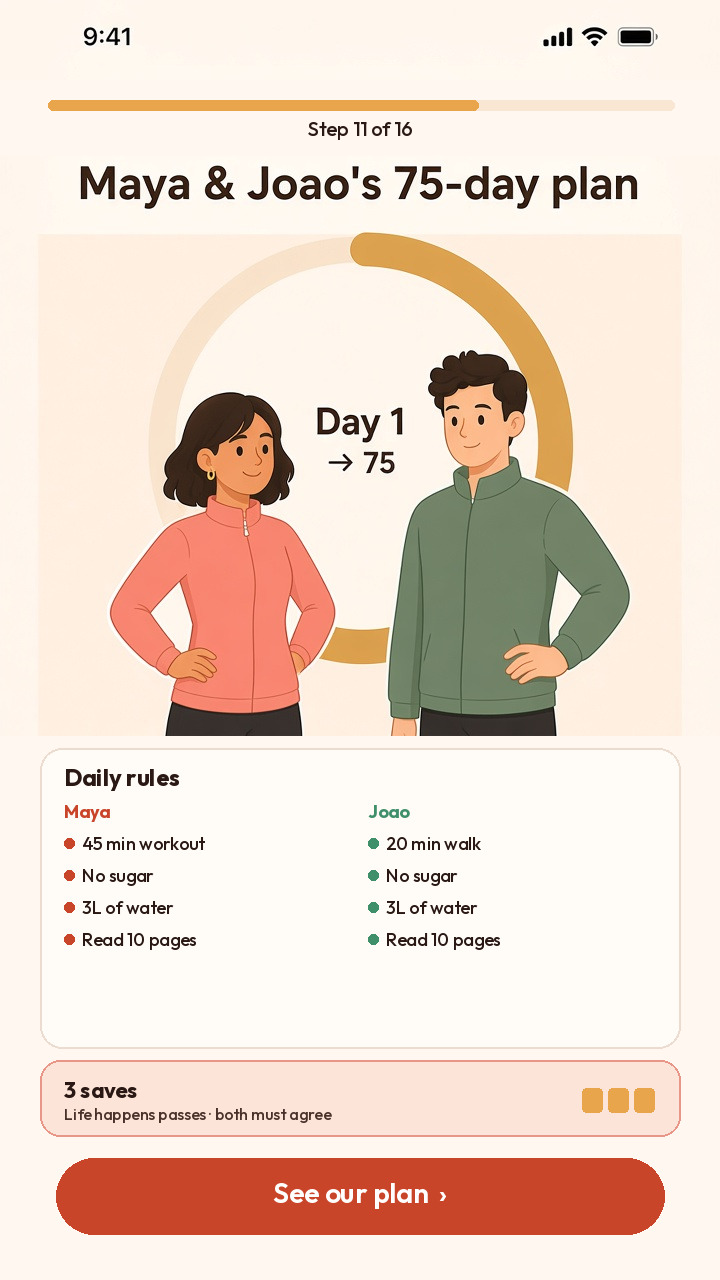 9:41
Step 11 of 16
Maya & Joao's 75-day plan
Day 1
→ 75
Daily rules
Maya
45 min workout
No sugar
3L of water
Read 10 pages
Joao
20 min walk
No sugar
3L of water
Read 10 pages
3 saves
Life happens passes · both must agree
See our plan ›